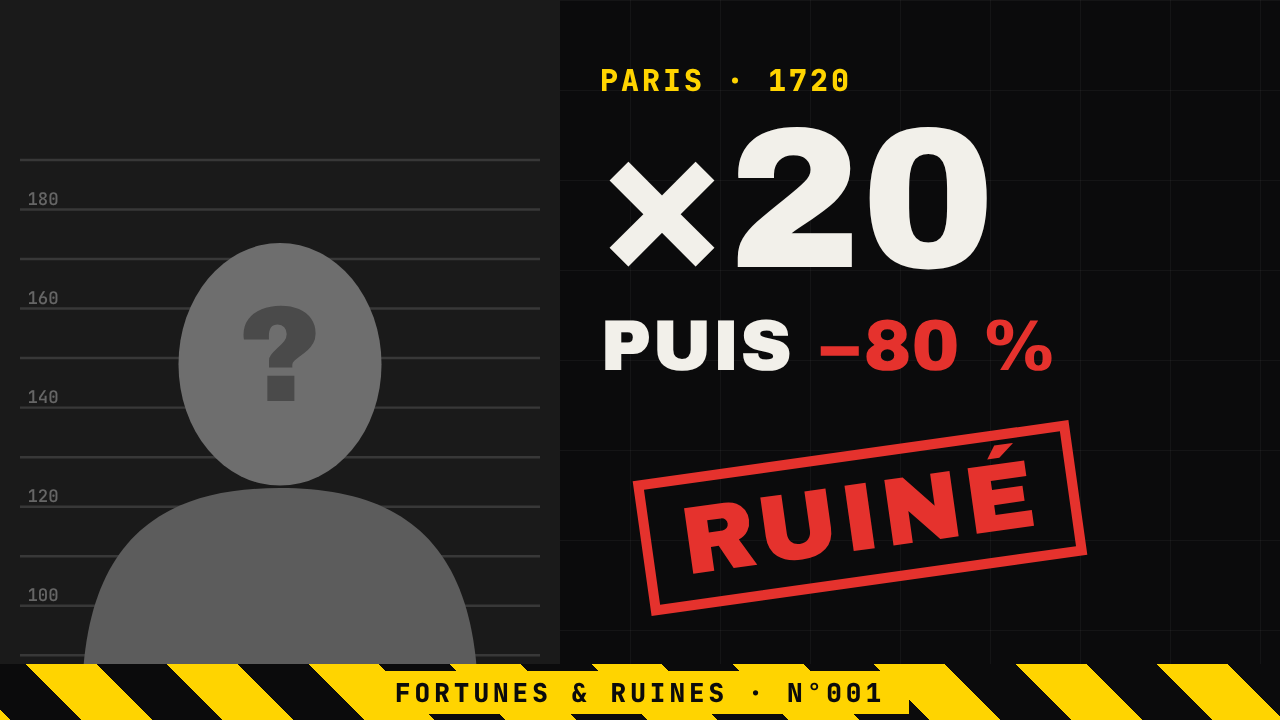 180
160
?
140
120
100
PARIS · 1720
×20
PUIS –80 %
RUINÉ
FORTUNES & RUINES · N°001